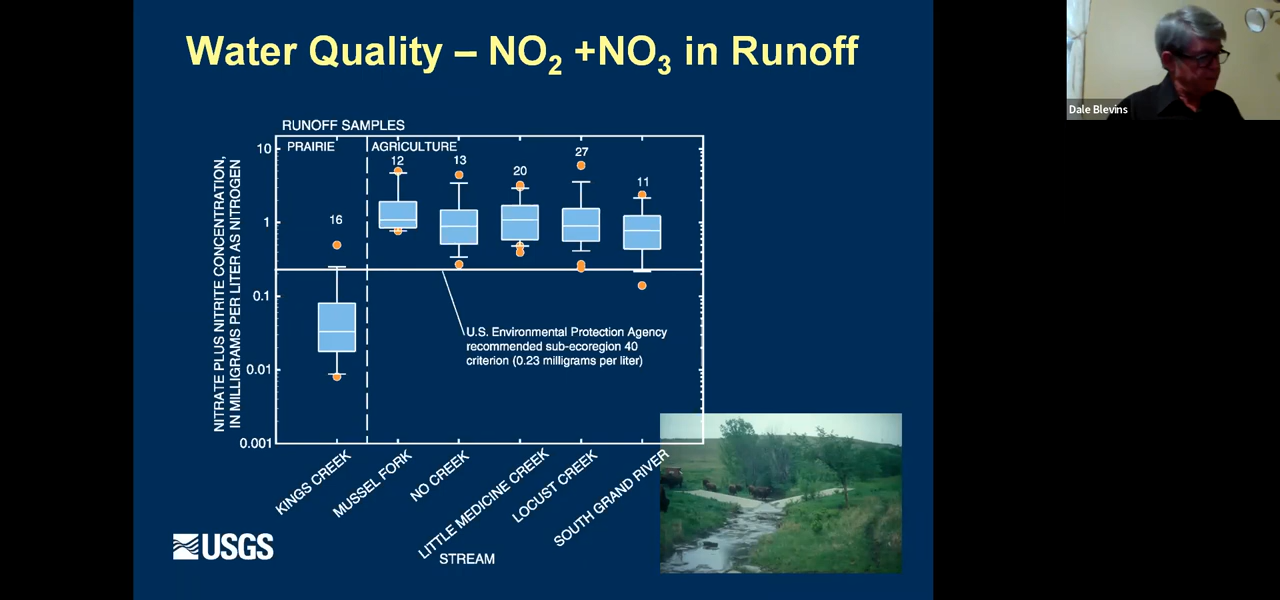 Water Quality – NO2 +NO3 in Runoff
Dale Blevins
RUNOFF SAMPLES
PRAIRIE
AGRICULTURE
NITRATE PLUS NITRITE CONCENTRATION,
IN MILLIGRAMS PER LITER AS NITROGEN
10
1
0.1
0.01
0.001
16
12
13
20
27
11
U.S. Environmental Protection Agency
recommended sub-ecoregion 40
criterion (0.23 milligrams per liter)
KINGS CREEK
MUSSEL FORK
NO CREEK
LITTLE MEDICINE CREEK
LOCUST CREEK
SOUTH GRAND RIVER
STREAM
USGS